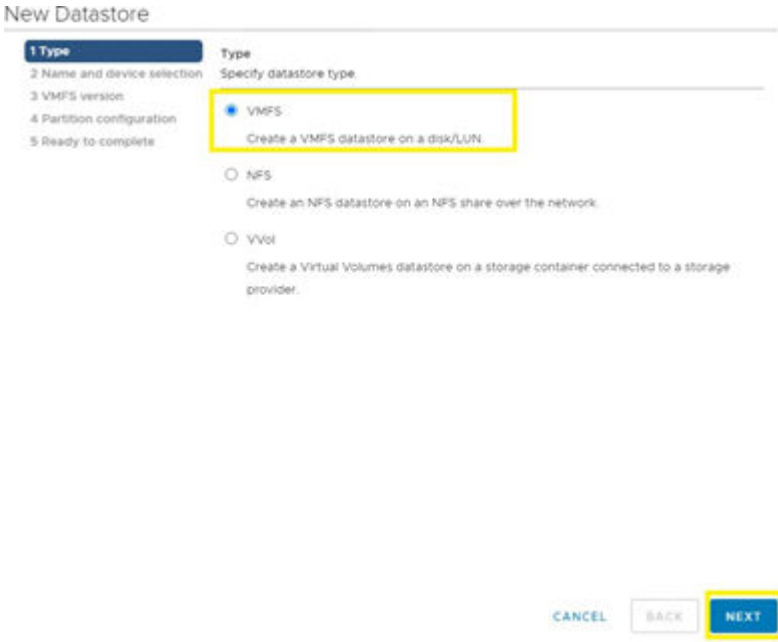 New Datastore
1 Type
2 Name and device selection
3 VMFS version
4 Partition configuration
5 Ready to complete
Type
Specify datastore type.
VMFS
Create a VMFS datastore on a disk/LUN.
NFS
Create an NFS datastore on an NFS share over the network.
VVol
Create a Virtual Volumes datastore on a storage container connected to a storage
provider.
CANCEL
BACK
NEXT